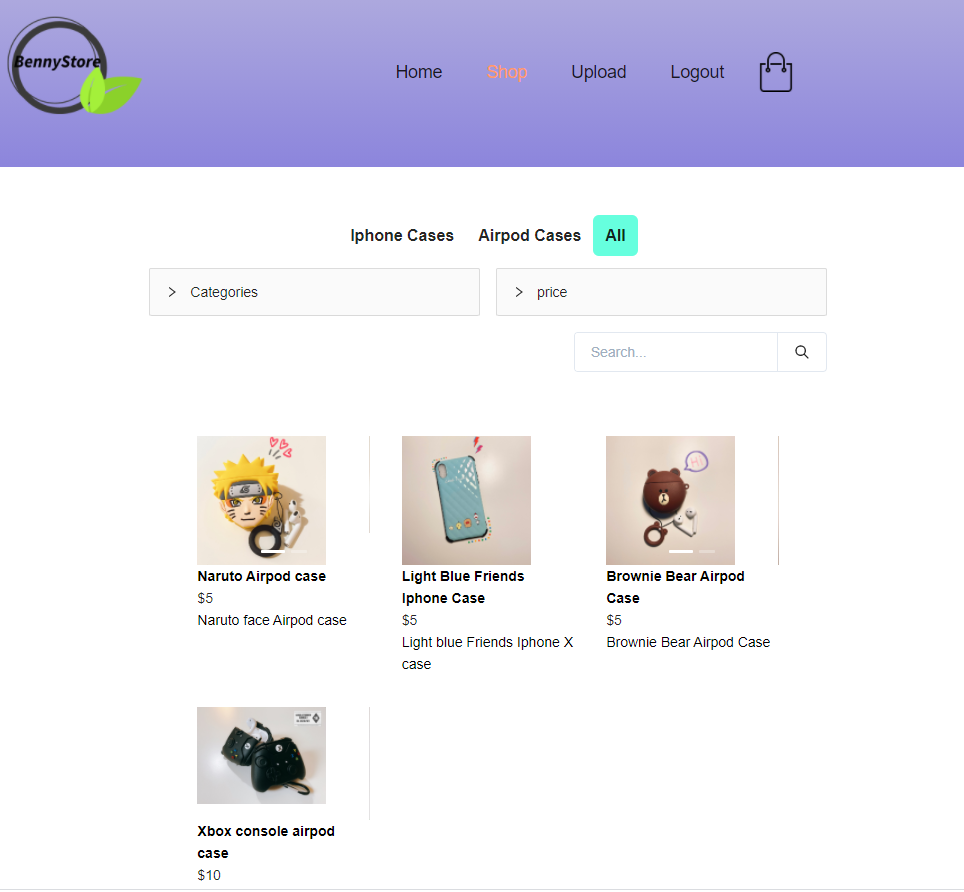 BennyStore
Home
Shop
Upload
Logout
Iphone Cases
Airpod Cases
All
Categories
price
Search...
Naruto Airpod case
$5
Naruto face Airpod case
Light Blue Friends
Iphone Case
$5
Light blue Friends Iphone X
case
Hi
Brownie Bear Airpod
Case
$5
Brownie Bear Airpod Case
Xbox console airpod
case
$10